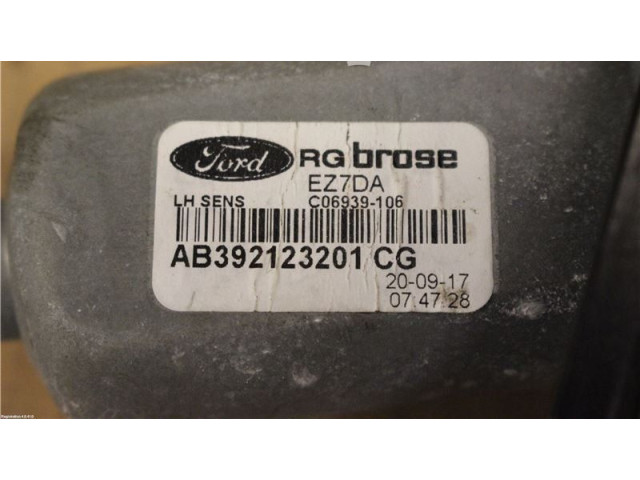 Ford RG brose
EZ7DA
LH SENS C06939-106
AB392123201 CG
20-09-17
07:47:28